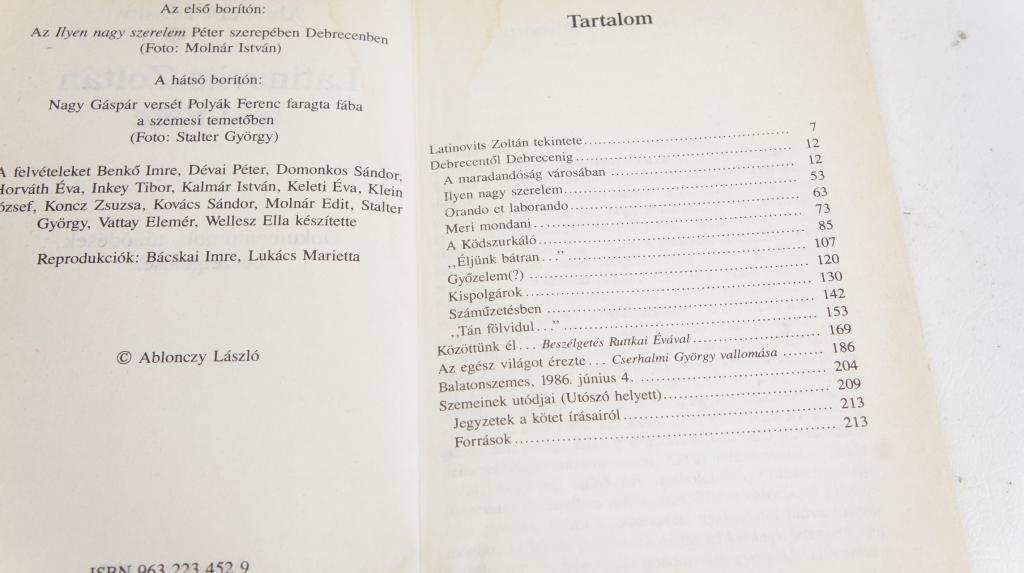 Az első borítón:
Az Ilyen nagy szerelem Péter szerepében Debrecenben
(Foto: Molnár István)
A hátsó borítón:
Nagy Gáspár versét Polyák Ferenc faragta fába
a szemesi temetőben
(Foto: Stalter György)
A felvételeket Benkő Imre, Dévai Péter, Domonkos Sándor,
Horváth Éva, Inkey Tibor, Kalmár István, Keleti Éva, Klein
József, Koncz Zsuzsa, Kovács Sándor, Molnár Edit, Stalter
György, Vattay Elemér, Wellesz Ella készítette
Reprodukciók: Bácskai Imre, Lukács Marietta
© Ablonczy László
ISBN 963 223 452 9
Tartalom
Latinovits Zoltán tekintete 7
Debrecentől Debrecenig 12
A maradandóság városában 12
Ilyen nagy szerelem 53
Orando et laborando 63
Meri mondani 73
A Ködszurkáló 85
„Éljünk bátran..." 107
Győzelem(?) 120
Kispolgárok 130
Száműzetésben 142
„Tán fölvidul..." 153
Közöttünk él... Beszélgetés Ruttkai Évával 169
Az egész világot érezte... Cserhalmi György vallomása 186
Balatonszemes, 1986. június 4. 204
Szemeinek utódjai (Utószó helyett) 209
Jegyzetek a kötet írásairól 213
Források 213